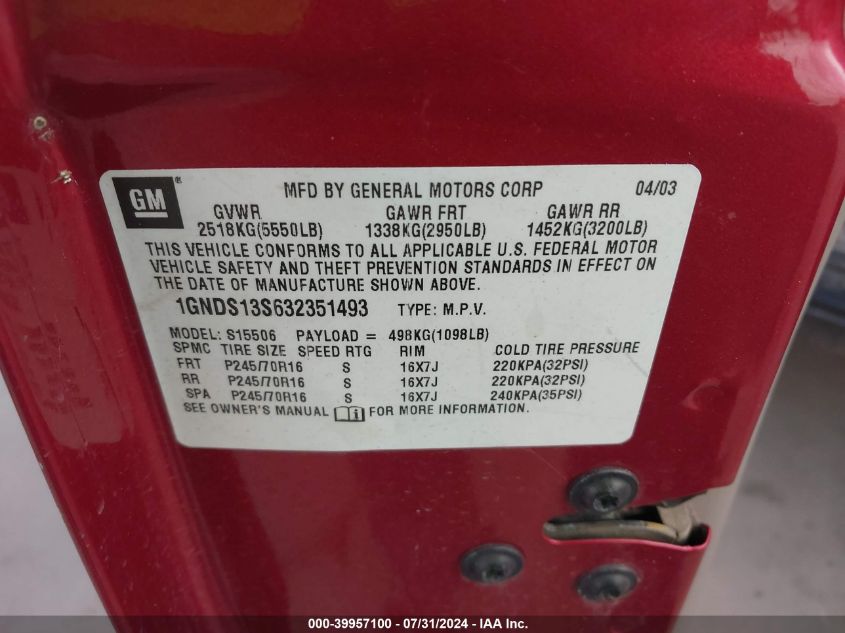 GM ®
MFD BY GENERAL MOTORS CORP 04/03
GVWR GAWR FRT GAWR RR
2518KG(5550LB) 1338KG(2950LB) 1452KG(3200LB)
THIS VEHICLE CONFORMS TO ALL APPLICABLE U.S. FEDERAL MOTOR
VEHICLE SAFETY AND THEFT PREVENTION STANDARDS IN EFFECT ON
THE DATE OF MANUFACTURE SHOWN ABOVE.
1GNDS13S632351493 TYPE: M.P.V.
MODEL: S15506 PAYLOAD = 498KG(1098LB)
SPMC TIRE SIZE SPEED RTG RIM COLD TIRE PRESSURE
FRT P245/70R16 S 16X7J 220KPA(32PSI)
RR P245/70R16 S 16X7J 220KPA(32PSI)
SPA P245/70R16 S 16X7J 240KPA(35PSI)
SEE OWNER'S MANUAL i FOR MORE INFORMATION.
000-39957100 - 07/31/2024 - IAA Inc.